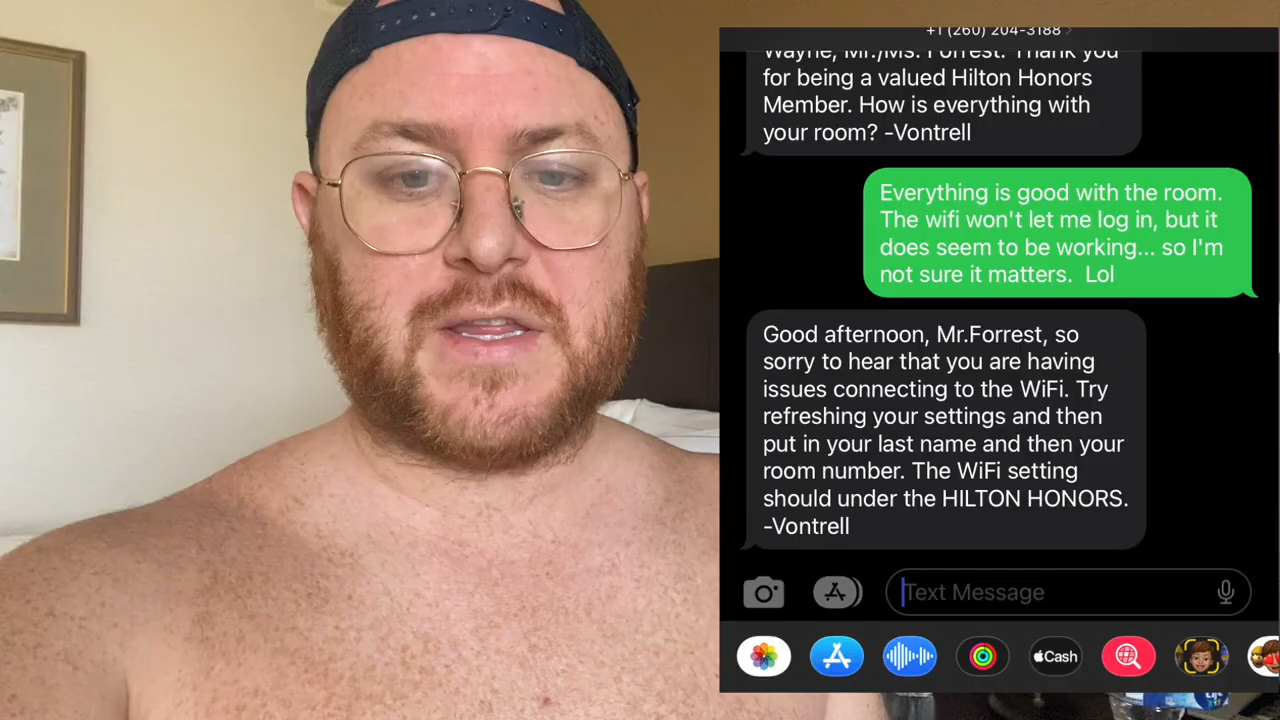 +1 (260) 204-3188
Wayne, Mr./Ms. Forrest. Thank you
for being a valued Hilton Honors
Member. How is everything with
your room? -Vontrell
Everything is good with the room.
The wifi won't let me log in, but it
does seem to be working... so I'm
not sure it matters. Lol
Good afternoon, Mr.Forrest, so
sorry to hear that you are having
issues connecting to the WiFi. Try
refreshing your settings and then
put in your last name and then your
room number. The WiFi setting
should under the HILTON HONORS.
-Vontrell
Text Message
Cash